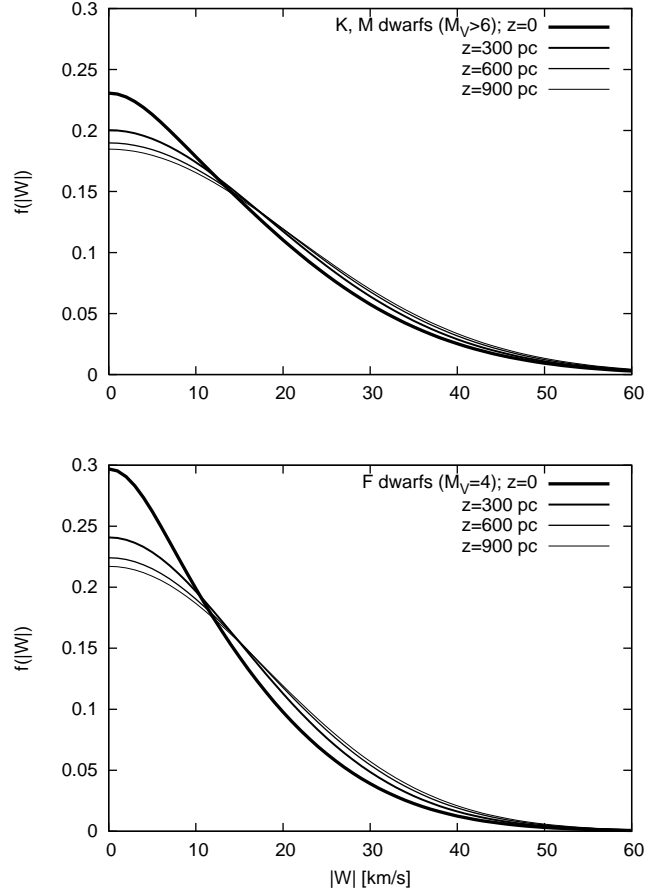 K, M dwarfs (M_V>6); z=0
z=300 pc
z=600 pc
z=900 pc
0.3
0.25
0.2
0.15
0.1
0.05
0
f(|W|)
0 10 20 30 40 50 60
F dwarfs (M_V=4); z=0
z=300 pc
z=600 pc
z=900 pc
0.3
0.25
0.2
0.15
0.1
0.05
0
f(|W|)
0 10 20 30 40 50 60
|W| [km/s]